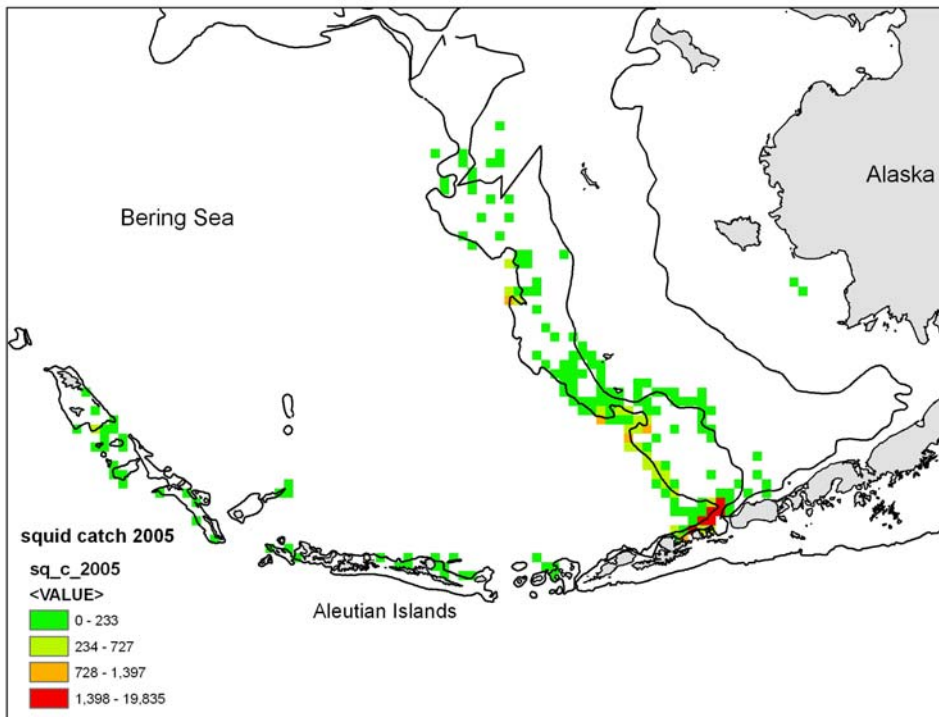 Alaska
Bering Sea
squid catch 2005
sq_c_2005
<VALUE>
0 - 233
234 - 727
728 - 1,397
1,398 - 19,835
Aleutian Islands